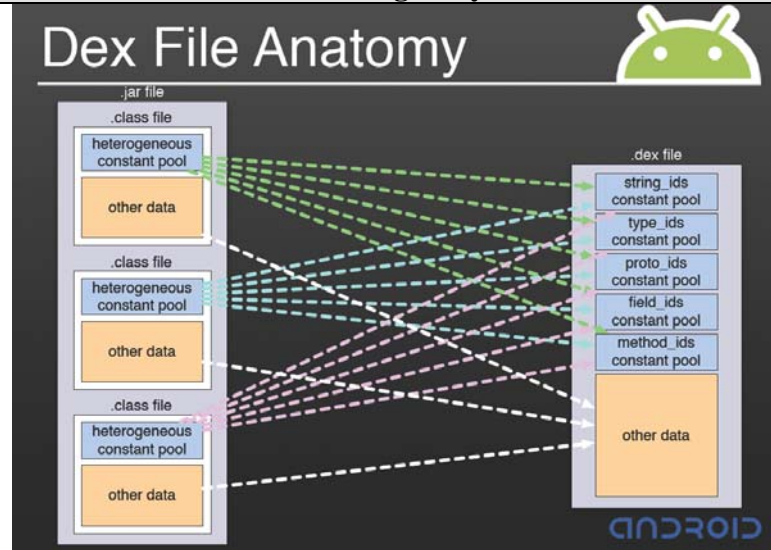 Dex File Anatomy
.jar file
.class file
heterogeneous
constant pool
other data
.class file
heterogeneous
constant pool
other data
.class file
heterogeneous
constant pool
other data
.dex file
string_ids
constant pool
type_ids
constant pool
proto_ids
constant pool
field_ids
constant pool
method_ids
constant pool
other data
ANDROID